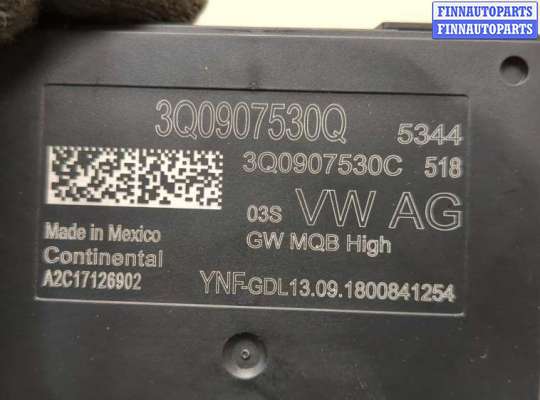 FINNAUTOPARTS
FINNAUTOPARTS
3Q0907530Q 5344
3Q0907530C 518
03S VW AG
Made in Mexico GW MQB High
Continental
A2C17126902 YNF-GDL13.09.1800841254